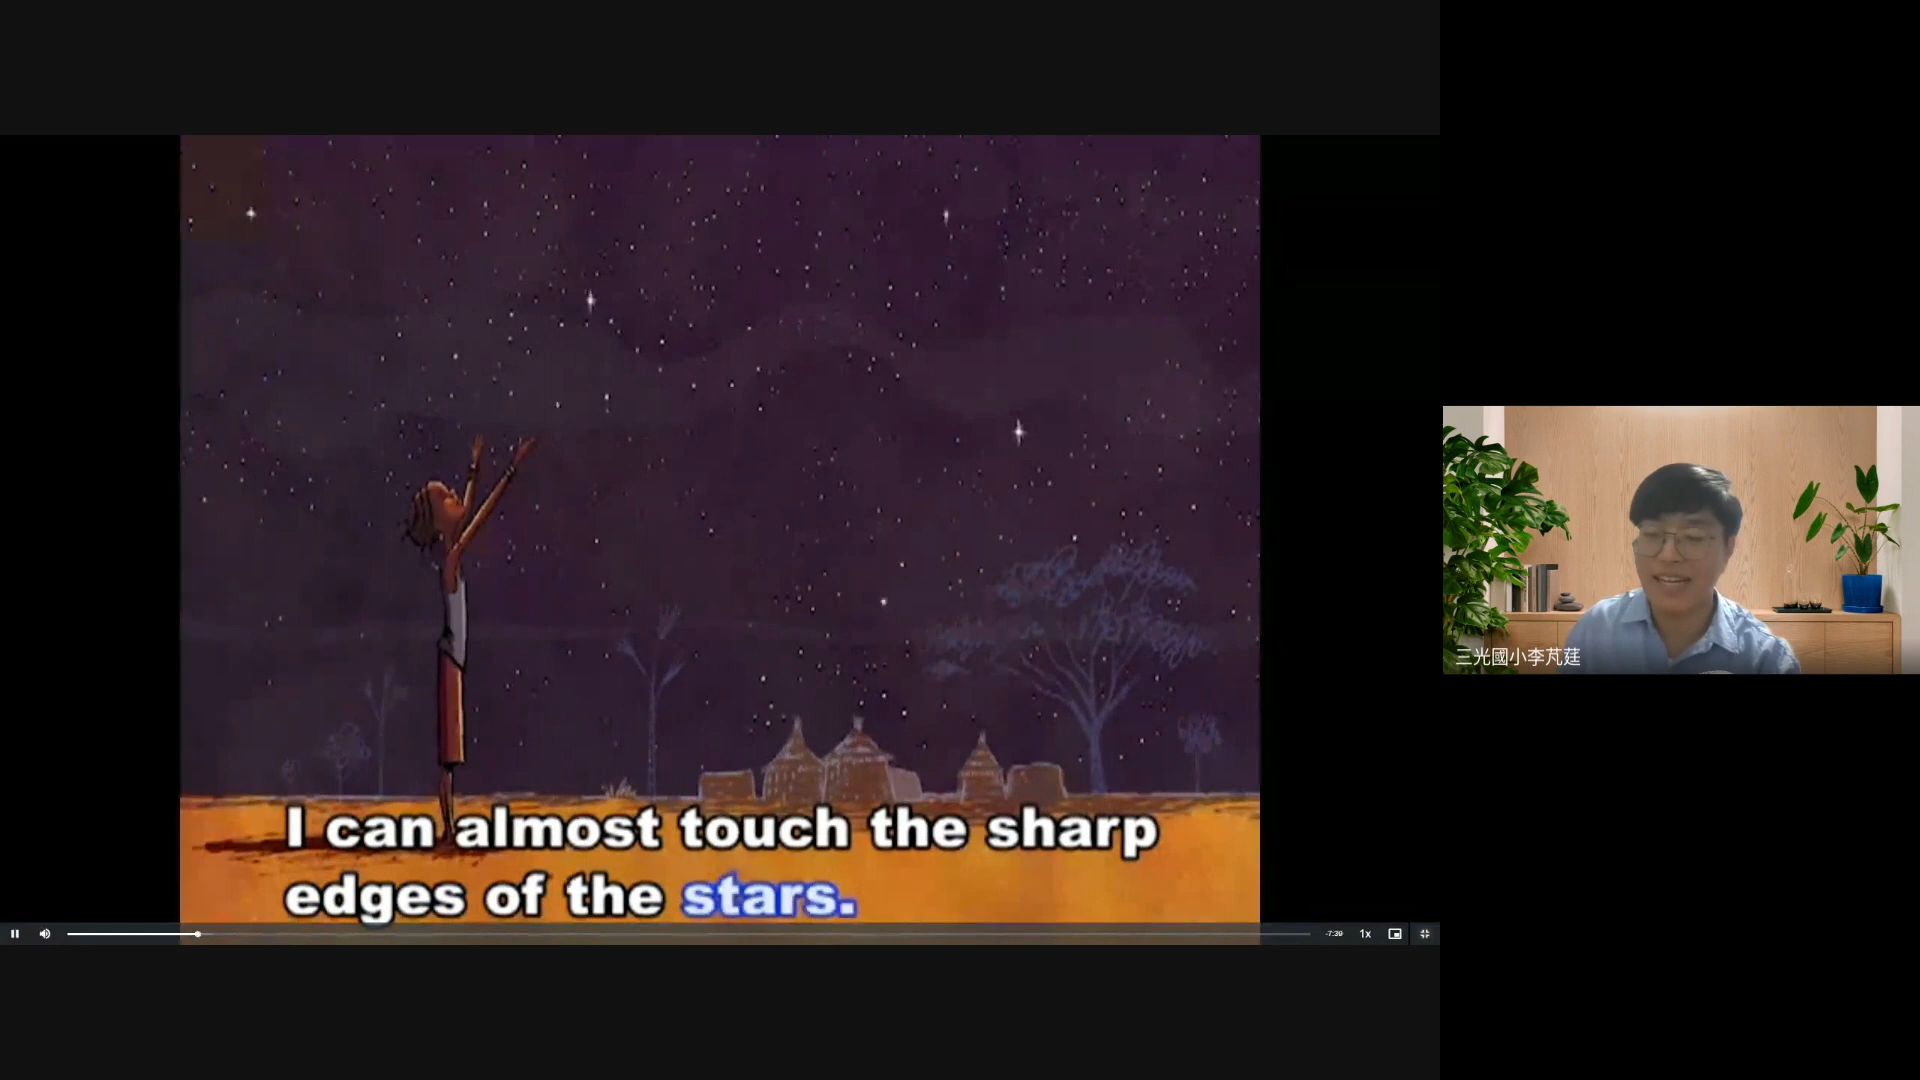 I can almost touch the sharp
edges of the stars.
-7:39
1x
三光國小李芃莛